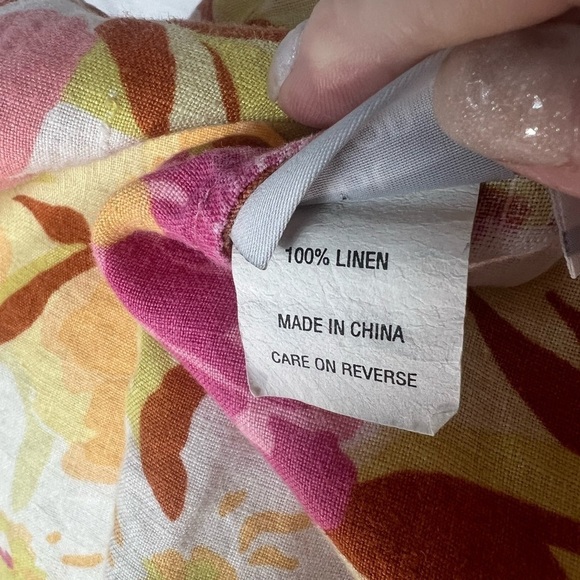 100% LINEN
MADE IN CHINA
CARE ON REVERSE